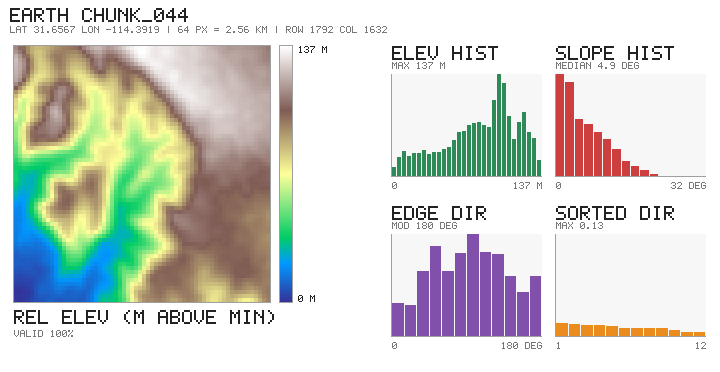 EARTH CHUNK_044
LAT 31.6567 LON -114.3919 | 64 PX = 2.56 KM | ROW 1792 COL 1632
137 M
0 M
REL ELEV (M ABOVE MIN)
VALID 100%
ELEV HIST
MAX 137 M
0 137 M
SLOPE HIST
MEDIAN 4.9 DEG
0 32 DEG
EDGE DIR
MOD 180 DEG
0 180 DEG
SORTED DIR
MAX 0.13
1 12